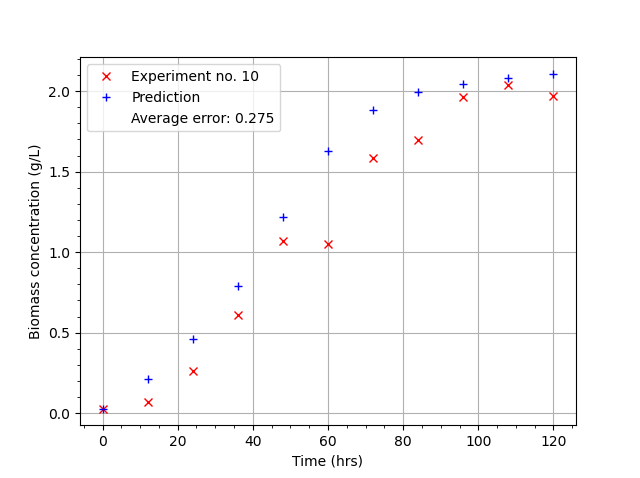 Experiment no. 10
Prediction
Average error: 0.275
Biomass concentration (g/L)
2.0
1.5
1.0
0.5
0.0
0 20 40 60 80 100 120
Time (hrs)